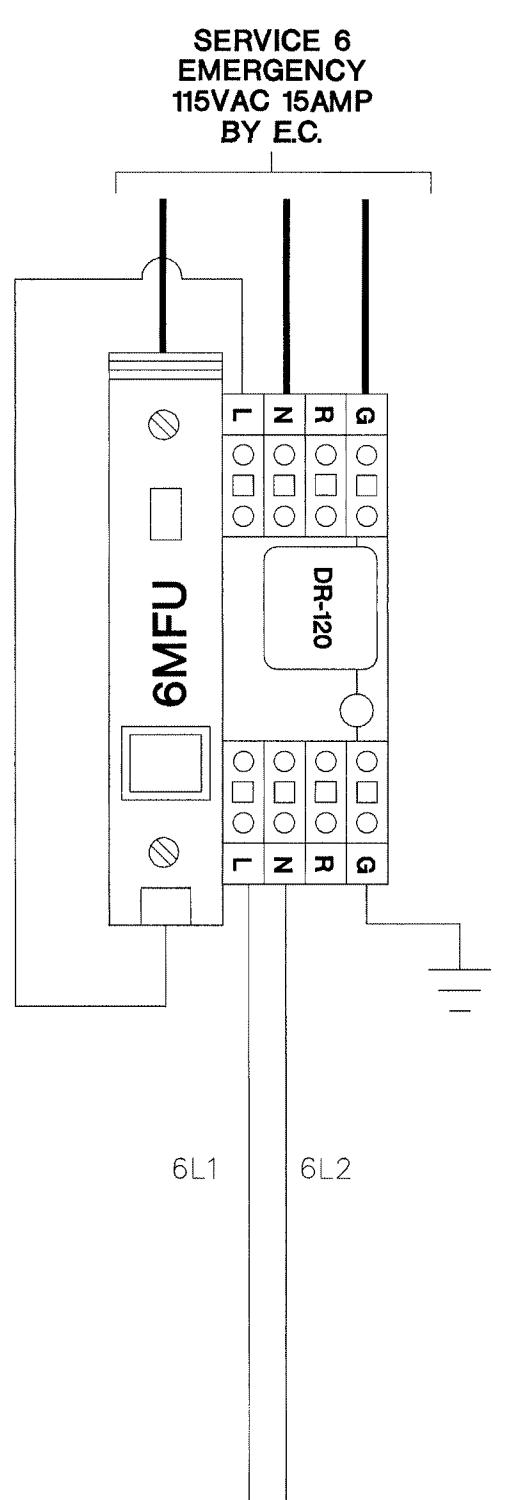 SERVICE 6
EMERGENCY
115VAC 15AMP
BY E.C.
L N R G
6MFU
DR-120
L N R G
6L1 6L2